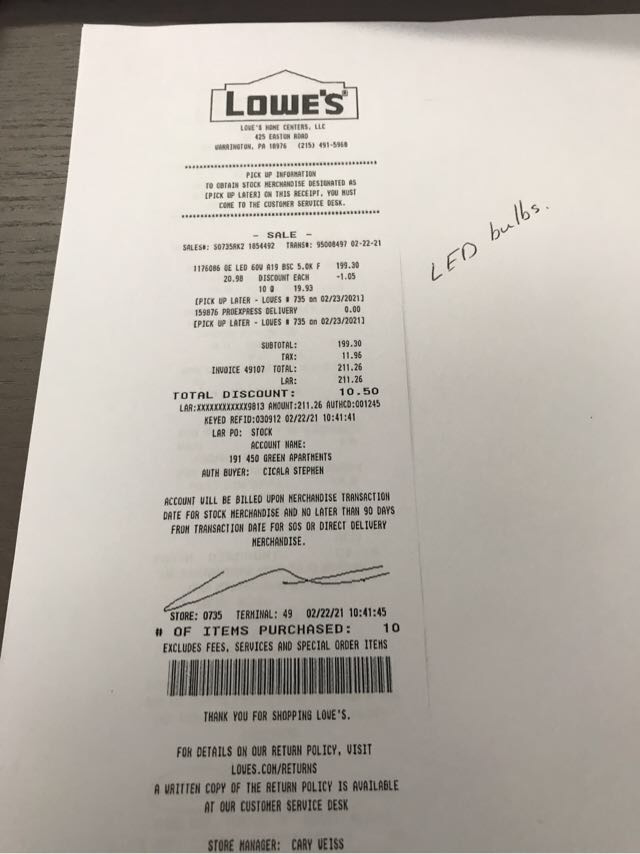 LOWE'S®
LOWE'S HOME CENTERS, LLC
425 EASTON ROAD
WARRINGTON, PA 18976 (215) 491-5968
PICK UP INFORMATION
TO OBTAIN STOCK MERCHANDISE DESIGNATED AS
[PICK UP LATER] ON THIS RECEIPT, YOU MUST
COME TO THE CUSTOMER SERVICE DESK.
LED bulbs.
- SALE -
SALES#: S0735RK2 1854492 TRANS#: 95008497 02-22-21
1176086 GE LED 60W A19 BSC 5.0K F 199.30
20.98 DISCOUNT EACH -1.05
10 @ 19.93
[PICK UP LATER - LOWES # 735 on 02/23/2021]
159876 PROEXPRESS DELIVERY 0.00
[PICK UP LATER - LOWES # 735 on 02/23/2021]
SUBTOTAL: 199.30
TAX: 11.96
INVOICE 49107 TOTAL: 211.26
LAR: 211.26
TOTAL DISCOUNT: 10.50
LAR:XXXXXXXXXXXX9813 AMOUNT:211.26 AUTHCD:001245
KEYED REFID:030912 02/22/21 10:41:41
LAR PO: STOCK
ACCOUNT NAME:
191 450 GREEN APARTMENTS
AUTH BUYER: CICALA STEPHEN
ACCOUNT WILL BE BILLED UPON MERCHANDISE TRANSACTION
DATE FOR STOCK MERCHANDISE AND NO LATER THAN 90 DAYS
FROM TRANSACTION DATE FOR SOS OR DIRECT DELIVERY
MERCHANDISE.
STORE: 0735 TERMINAL: 49 02/22/21 10:41:45
# OF ITEMS PURCHASED: 10
EXCLUDES FEES, SERVICES AND SPECIAL ORDER ITEMS
THANK YOU FOR SHOPPING LOWE'S.
FOR DETAILS ON OUR RETURN POLICY, VISIT
LOWES.COM/RETURNS
A WRITTEN COPY OF THE RETURN POLICY IS AVAILABLE
AT OUR CUSTOMER SERVICE DESK
STORE MANAGER: CARY WEISS